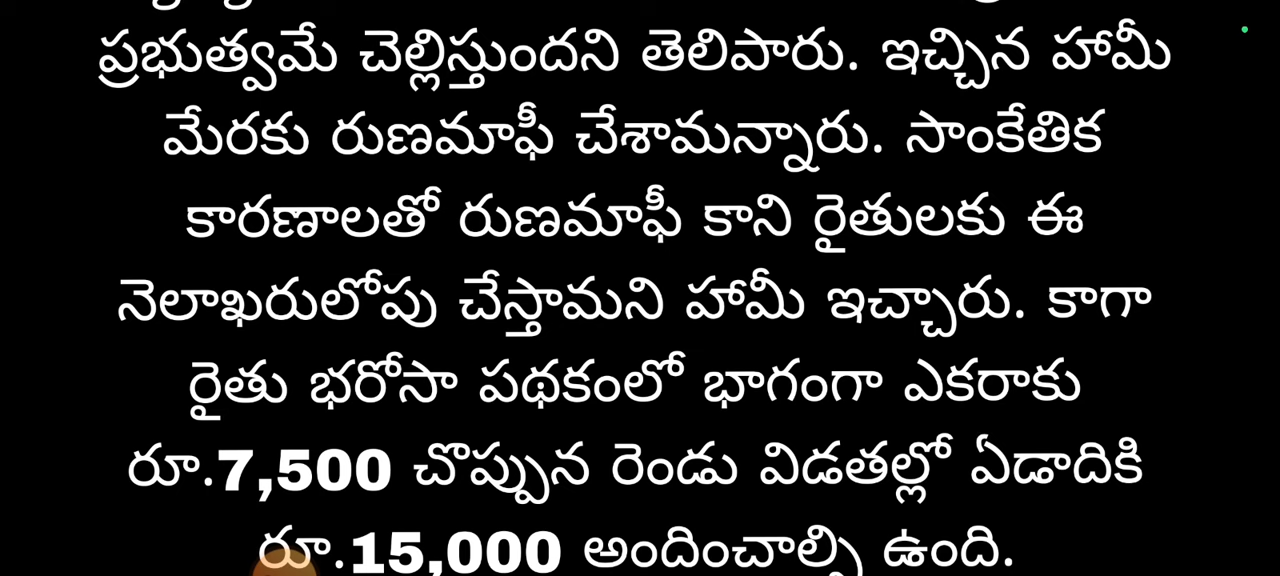 ప్రభుత్వమే చెల్లిస్తుందని తెలిపారు. ఇచ్చిన హామీ
మేరకు రుణమాఫీ చేశామన్నారు. సాంకేతిక
కారణాలతో రుణమాఫీ కాని రైతులకు ఈ
నెలాఖరులోపు చేస్తామని హామీ ఇచ్చారు. కాగా
రైతు భరోసా పథకంలో భాగంగా ఎకరాకు
రూ.7,500 చొప్పున రెండు విడతల్లో ఏడాదికి
రూ.15,000 అందించాల్సి ఉంది.